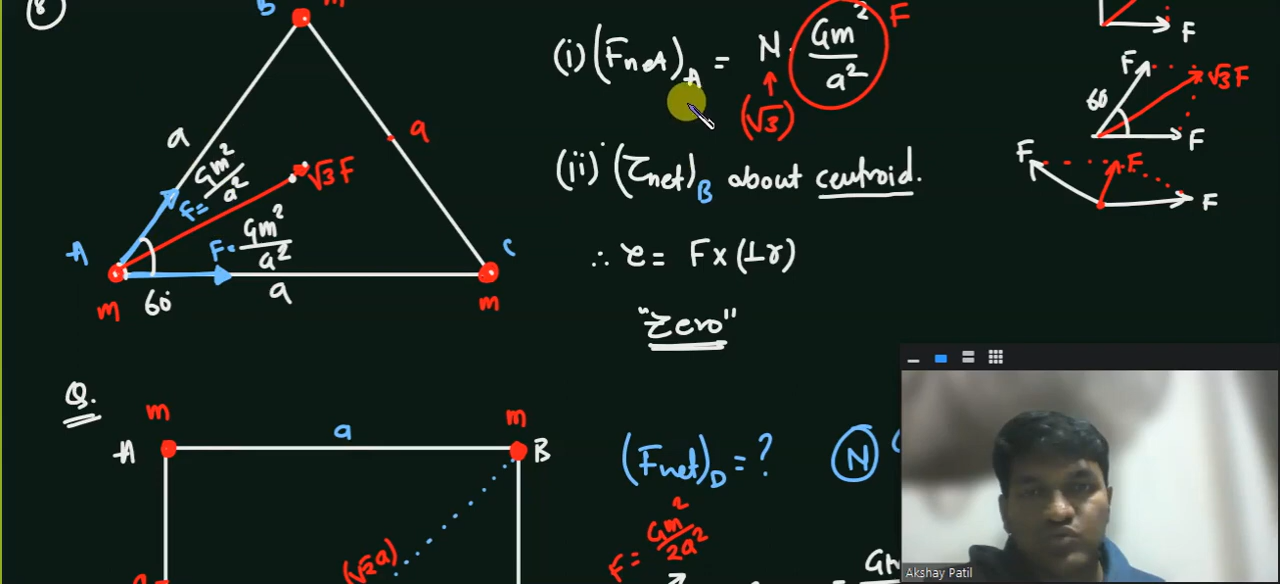 8
B
m
a
a
F = Gm²/a²
√3F
F = Gm²/a²
A
m
60°
a
C
m
(i) (Fnet)A = N · Gm²/a² F
(√3)
(ii) (τnet)B about centroid.
∴ τ = F × (⊥r)
"Zero"
F
F
√3F
60
F
F
F
F
Q.
m
A
a
m
B
(√2a)
(Fnet)D = ?
N
F = Gm²/2a²
Akshay Patil